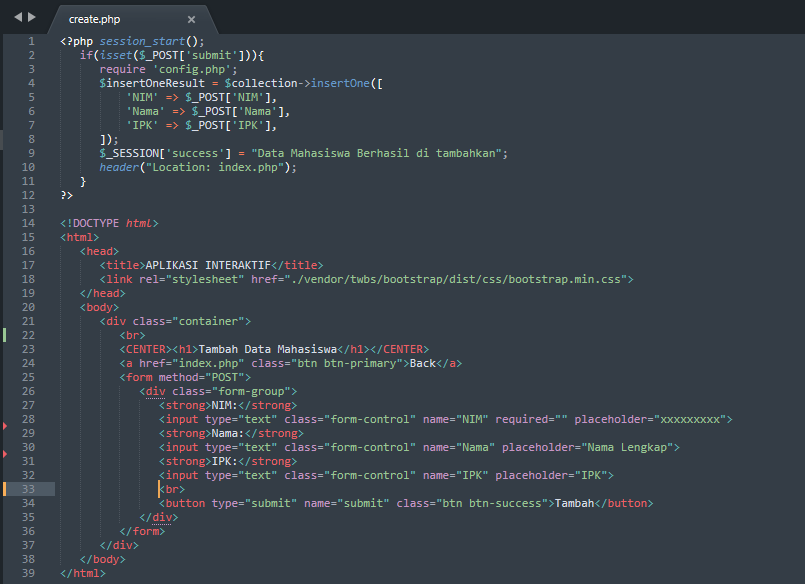 create.php ×
1 <?php session_start();
2    if(isset($_POST['submit'])){
3       require 'config.php';
4       $insertOneResult = $collection->insertOne([
5           'NIM' => $_POST['NIM'],
6           'Nama' => $_POST['Nama'],
7           'IPK' => $_POST['IPK'],
8       ]);
9       $_SESSION['success'] = "Data Mahasiswa Berhasil di tambahkan";
10       header("Location: index.php");
11    }
12 ?>
13
14 <!DOCTYPE html>
15 <html>
16    <head>
17       <title>APLIKASI INTERAKTIF</title>
18       <link rel="stylesheet" href="./vendor/twbs/bootstrap/dist/css/bootstrap.min.css">
19    </head>
20    <body>
21       <div class="container">
22          <br>
23          <CENTER><h1>Tambah Data Mahasiswa</h1></CENTER>
24          <a href="index.php" class="btn btn-primary">Back</a>
25          <form method="POST">
26             <div class="form-group">
27                <strong>NIM:</strong>
28                <input type="text" class="form-control" name="NIM" required="" placeholder="xxxxxxxxx">
29                <strong>Nama:</strong>
30                <input type="text" class="form-control" name="Nama" placeholder="Nama Lengkap">
31                <strong>IPK:</strong>
32                <input type="text" class="form-control" name="IPK" placeholder="IPK">
33                <br>
34                <button type="submit" name="submit" class="btn btn-success">Tambah</button>
35             </div>
36          </form>
37       </div>
38    </body>
39 </html>